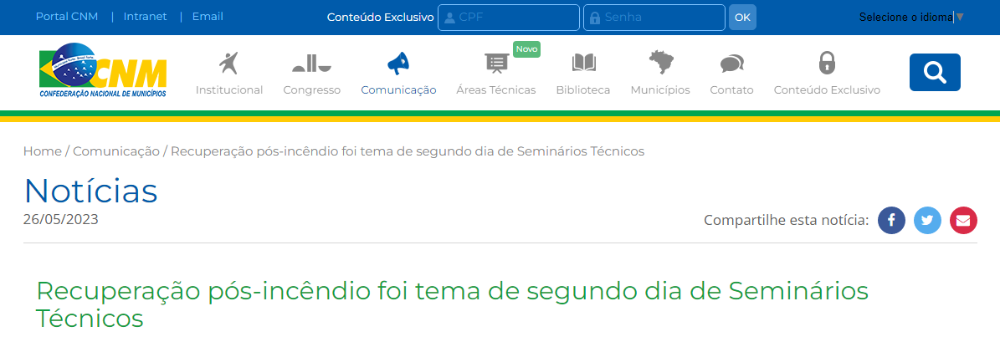 Portal CNM | Intranet | Email Conteúdo Exclusivo CPF Senha OK Selecione o idioma ▼
Novo
CNM
CONFEDERAÇÃO NACIONAL DE MUNICÍPIOS
Institucional Congresso Comunicação Áreas Técnicas Biblioteca Municípios Contato Conteúdo Exclusivo
Home / Comunicação / Recuperação pós-incêndio foi tema de segundo dia de Seminários Técnicos
Notícias
26/05/2023
Compartilhe esta notícia:
Recuperação pós-incêndio foi tema de segundo dia de Seminários
Técnicos